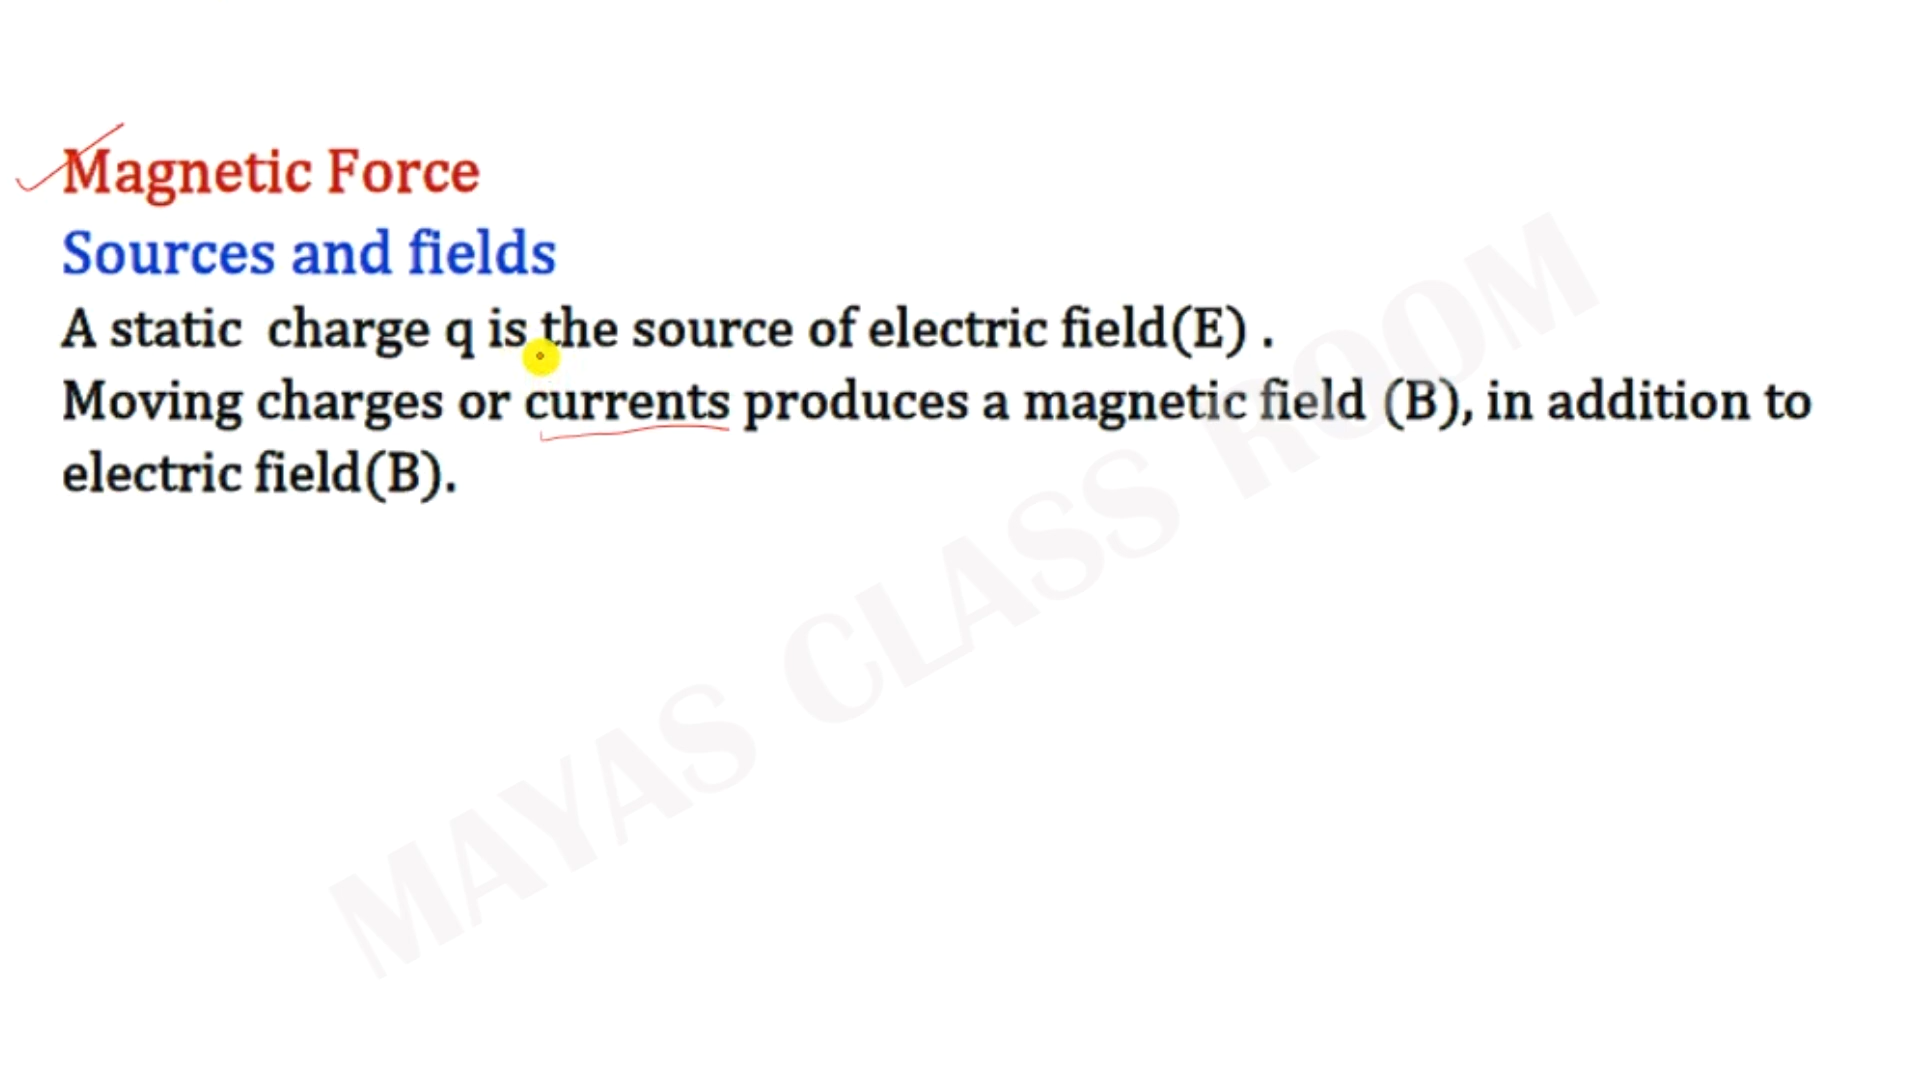 Magnetic Force
Sources and fields
A static charge q is the source of electric field(E) .
Moving charges or currents produces a magnetic field (B), in addition to
electric field(B).
MAYAS CLASS ROOM